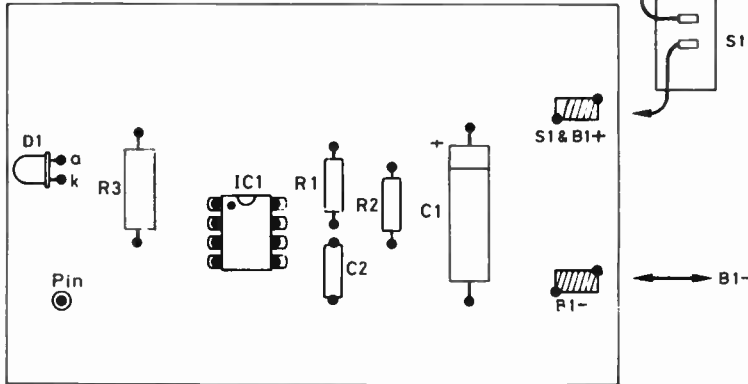 S1
S1 & B1+
D1
a
k
R3
IC1
R1
R2
+
C1
C2
Pin
B1-
B1-